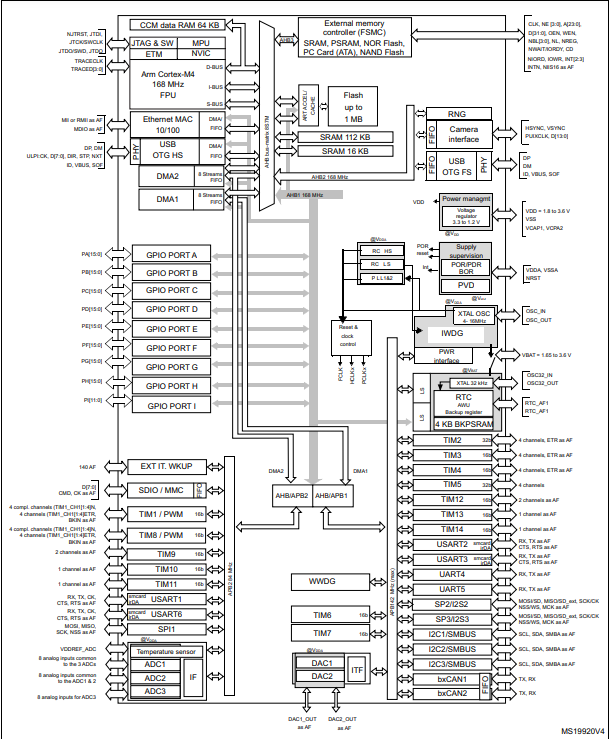 CCM data RAM 64 KB
External memory
controller (FSMC)
SRAM, PSRAM, NOR Flash,
PC Card (ATA), NAND Flash
CLK, NE [3:0], A[23:0],
D[31:0], OEN, WEN,
NBL[3:0], NL, NREG,
NWAIT/IORDY, CD
NIORD, IOWR, INT[2:3]
INTN, NIIS16 as AF
AHB3
NJTRST, JTDI,
JTCK/SWCLK
JTDO/SWD, JTDO
TRACECLK
TRACED[3:0]
JTAG & SW
MPU
ETM
NVIC
Arm Cortex-M4
168 MHz
FPU
D-BUS
I-BUS
S-BUS
AHB bus-matrix 8S7M
ART ACCEL/
CACHE
Flash
up to
1 MB
SRAM 112 KB
SRAM 16 KB
MII or RMII as AF
MDIO as AF
Ethernet MAC
10/100
DMA/
FIFO
DP, DM
ULPI:CK, D[7:0], DIR, STP, NXT
ID, VBUS, SOF
PHY
USB
OTG HS
DMA/
FIFO
DMA2
8 Streams
FIFO
DMA1
8 Streams
FIFO
AHB2 168 MHz
AHB1 168 MHz
RNG
FIFO
Camera
interface
HSYNC, VSYNC
PUIXCLK, D[13:0]
FIFO
USB
OTG FS
PHY
DP
DM
ID, VBUS, SOF
VDD
Power managmt
Voltage
regulator
3.3 to 1.2 V
@VDD
VDD = 1.8 to 3.6 V
VSS
VCAP1, VCPA2
POR
reset
Int
Supply
supervision
POR/PDR
BOR
PVD
VDDA, VSSA
NRST
@VDDA
RC HS
RC LS
P LL1&2
@VDDA
@VDD
XTAL OSC
4- 16MHz
IWDG
OSC_IN
OSC_OUT
Reset &
clock
control
FCLK
HCLKx
PCLKx
PWR
interface
VBAT = 1.65 to 3.6 V
@VBAT
LS
LS
XTAL 32 kHz
RTC
AWU
Backup register
4 KB BKPSRAM
OSC32_IN
OSC32_OUT
RTC_AF1
RTC_AF1
PA[15:0]
GPIO PORT A
PB[15:0]
GPIO PORT B
PC[15:0]
GPIO PORT C
PD[15:0]
GPIO PORT D
PE[15:0]
GPIO PORT E
PF[15:0]
GPIO PORT F
PG[15:0]
GPIO PORT G
PH[15:0]
GPIO PORT H
PI[11:0]
GPIO PORT I
DMA2
DMA1
AHB/APB2
AHB/APB1
APB2 84 MHz
APB1 42 MHz (max)
140 AF
EXT IT. WKUP
D[7:0]
CMD, CK as AF
SDIO / MMC
FIFO
4 compl. channels (TIM1_CH1[1:4]N,
4 channels (TIM1_CH1[1:4]ETR,
BKIN as AF
TIM1 / PWM
16b
4 compl. channels (TIM1_CH1[1:4]N,
4 channels (TIM1_CH1[1:4]ETR,
BKIN as AF
TIM8 / PWM
16b
2 channels as AF
TIM9
16b
1 channel as AF
TIM10
16b
1 channel as AF
TIM11
16b
RX, TX, CK,
CTS, RTS as AF
smcard
irDA
USART1
RX, TX, CK,
CTS, RTS as AF
smcard
irDA
USART6
MOSI, MISO,
SCK, NSS as AF
SPI1
@VDDA
VDDREF_ADC
Temperature sensor
8 analog inputs common
to the 3 ADCs
ADC1
8 analog inputs common
to the ADC1 & 2
ADC2
8 analog inputs for ADC3
ADC3
IF
WWDG
TIM6
16b
TIM7
16b
@VDDA
DAC1
DAC2
ITF
DAC1_OUT
as AF
DAC2_OUT
as AF
TIM2
32b
4 channels, ETR as AF
TIM3
16b
4 channels, ETR as AF
TIM4
16b
4 channels, ETR as AF
TIM5
32b
4 channels
TIM12
16b
2 channels as AF
TIM13
16b
1 channel as AF
TIM14
16b
1 channel as AF
USART2
smcard
irDA
RX, TX as AF
CTS, RTS as AF
USART3
smcard
irDA
RX, TX as AF
CTS, RTS as AF
UART4
RX, TX as AF
UART5
RX, TX as AF
SP2/I2S2
MOSI/SD, MISO/SD_ext, SCK/CK
NSS/WS, MCK as AF
SP3/I2S3
MOSI/SD, MISO/SD_ext, SCK/CK
NSS/WS, MCK as AF
I2C1/SMBUS
SCL, SDA, SMBA as AF
I2C2/SMBUS
SCL, SDA, SMBA as AF
I2C3/SMBUS
SCL, SDA, SMBA as AF
bxCAN1
TX, RX
bxCAN2
TX, RX
FIFO
MS19920V4